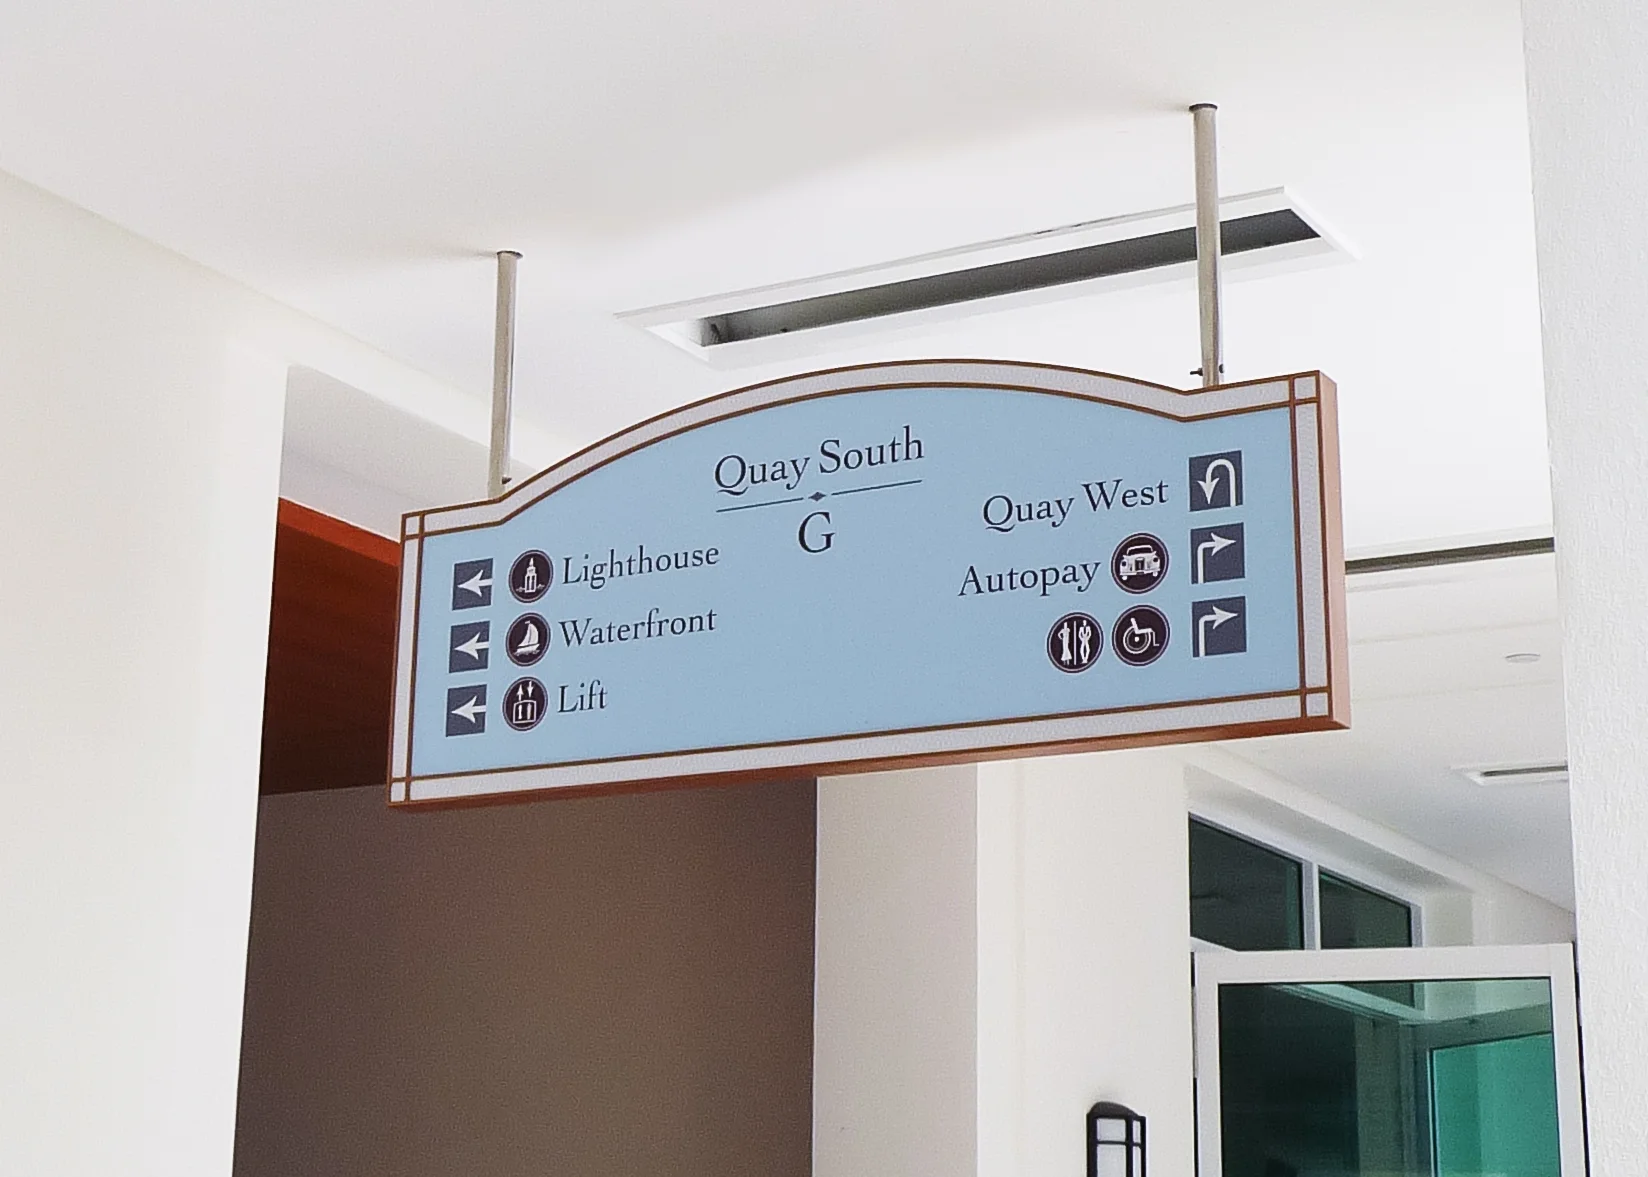 Quay South
G
Lighthouse
Waterfront
Lift
Quay West
Autopay